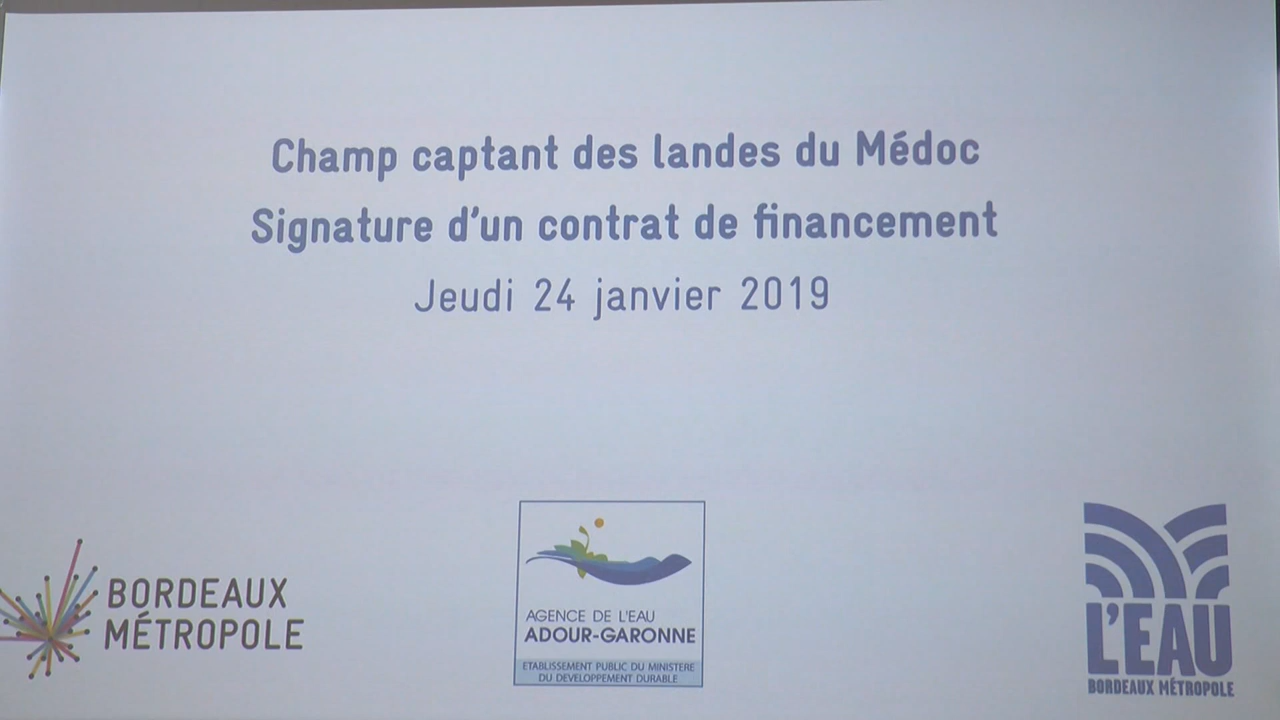 Champ captant des landes du Médoc
Signature d'un contrat de financement
Jeudi 24 janvier 2019
BORDEAUX
MÉTROPOLE
AGENCE DE L'EAU
ADOUR-GARONNE
ETABLISSEMENT PUBLIC DU MINISTERE
DU DEVELOPPEMENT DURABLE
L'EAU
BORDEAUX MÉTROPOLE